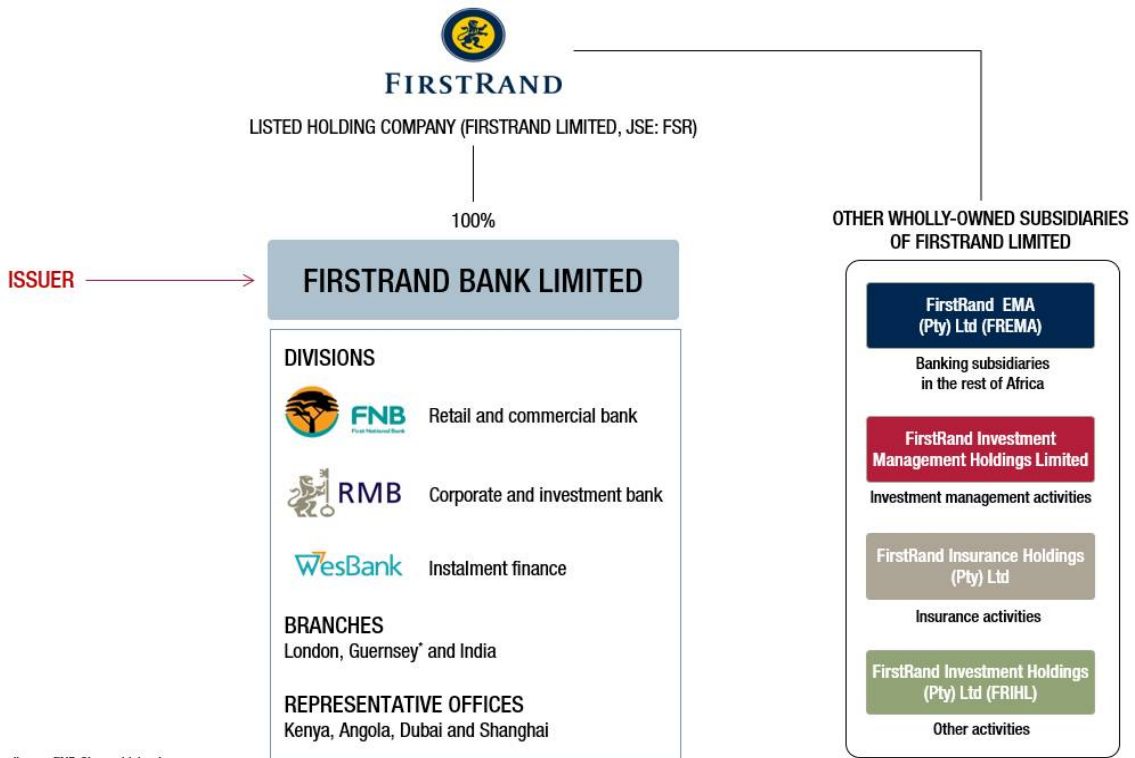 FIRSTRAND
LISTED HOLDING COMPANY (FIRSTRAND LIMITED, JSE: FSR)
100%
OTHER WHOLLY-OWNED SUBSIDIARIES
OF FIRSTRAND LIMITED
ISSUER
FIRSTRAND BANK LIMITED
DIVISIONS
FNB
First National Bank
Retail and commercial bank
RMB
Corporate and investment bank
WesBank
Instalment finance
BRANCHES
London, Guernsey* and India
REPRESENTATIVE OFFICES
Kenya, Angola, Dubai and Shanghai
FirstRand EMA
(Pty) Ltd (FREMA)
Banking subsidiaries
in the rest of Africa
FirstRand Investment
Management Holdings Limited
Investment management activities
FirstRand Insurance Holdings
(Pty) Ltd
Insurance activities
FirstRand Investment Holdings
(Pty) Ltd (FRIHL)
Other activities